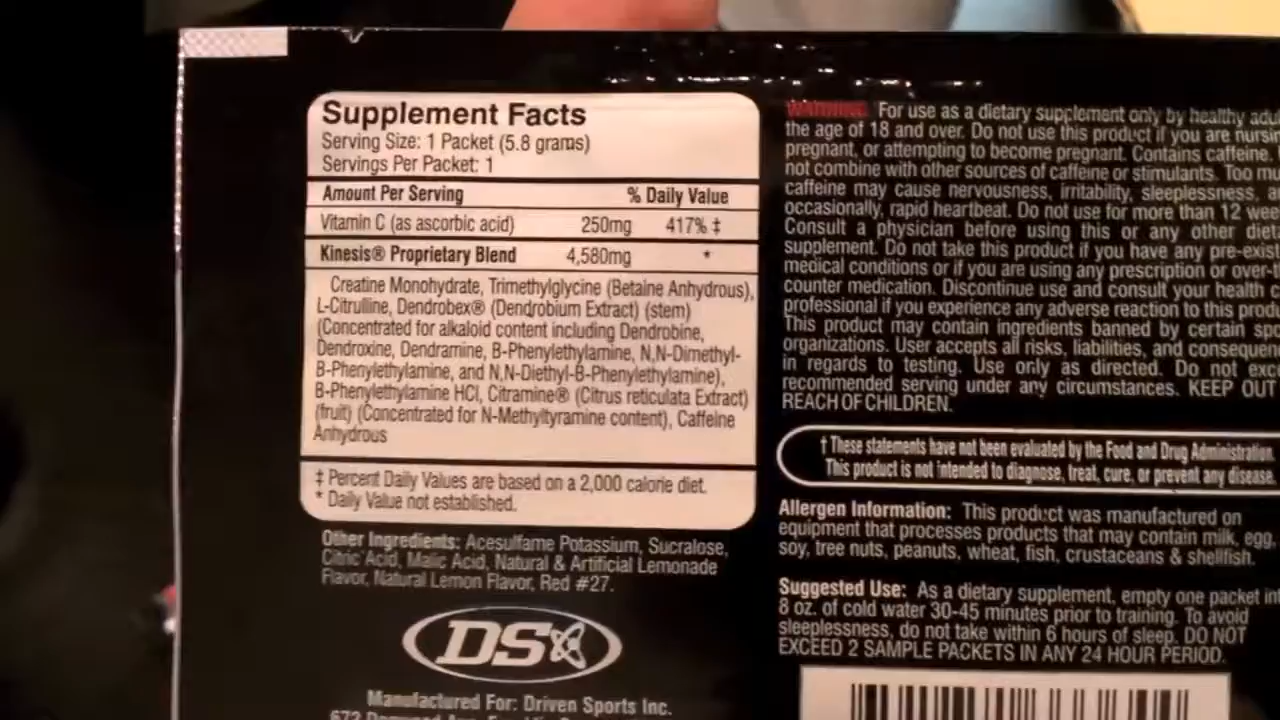 Supplement Facts
Serving Size: 1 Packet (5.8 grams)
Servings Per Packet: 1
Amount Per Serving % Daily Value
Vitamin C (as ascorbic acid) 250mg 417% ‡
Kinesis® Proprietary Blend 4,580mg *
Creatine Monohydrate, Trimethylglycine (Betaine Anhydrous),
L-Citrulline, Dendrobex® (Dendrobium Extract) (stem)
(Concentrated for alkaloid content including Dendrobine,
Dendroxine, Dendramine, B-Phenylethylamine, N,N-Dimethyl-
B-Phenylethylamine, and N,N-Diethyl-B-Phenylethylamine),
B-Phenylethylamine HCl, Citramine® (Citrus reticulata Extract)
(fruit) (Concentrated for N-Methyltyramine content), Caffeine
Anhydrous
‡ Percent Daily Values are based on a 2,000 calorie diet.
* Daily Value not established.
Other Ingredients: Acesulfame Potassium, Sucralose,
Citric Acid, Malic Acid, Natural & Artificial Lemonade
Flavor, Natural Lemon Flavor, Red #27.
DS
Manufactured For: Driven Sports Inc.
WARNING: For use as a dietary supplement only by healthy
the age of 18 and over. Do not use this product if you are
pregnant, or attempting to become pregnant. Contains caffeine.
not combine with other sources of caffeine or stimulants. Too
caffeine may cause nervousness, irritability, sleeplessness,
occasionally, rapid heartbeat. Do not use for more than 12
Consult a physician before using this or any other
supplement. Do not take this product if you have any
medical conditions or if you are using any prescription or
counter medication. Discontinue use and consult your health
professional if you experience any adverse reaction to this
This product may contain ingredients banned by certain
organizations. User accepts all risks, liabilities, and
in regards to testing. Use only as directed. Do not
recommended serving under any circumstances. KEEP OUT
REACH OF CHILDREN.
† These statements have not been evaluated by the Food and Drug Administration.
This product is not intended to diagnose, treat, cure, or prevent any disease.
Allergen Information: This product was manufactured on
equipment that processes products that may contain milk, egg,
soy, tree nuts, peanuts, wheat, fish, crustaceans & shellfish.
Suggested Use: As a dietary supplement, empty one packet
8 oz. of cold water 30-45 minutes prior to training. To avoid
sleeplessness, do not take within 6 hours of sleep. DO NOT
EXCEED 2 SAMPLE PACKETS IN ANY 24 HOUR PERIOD.